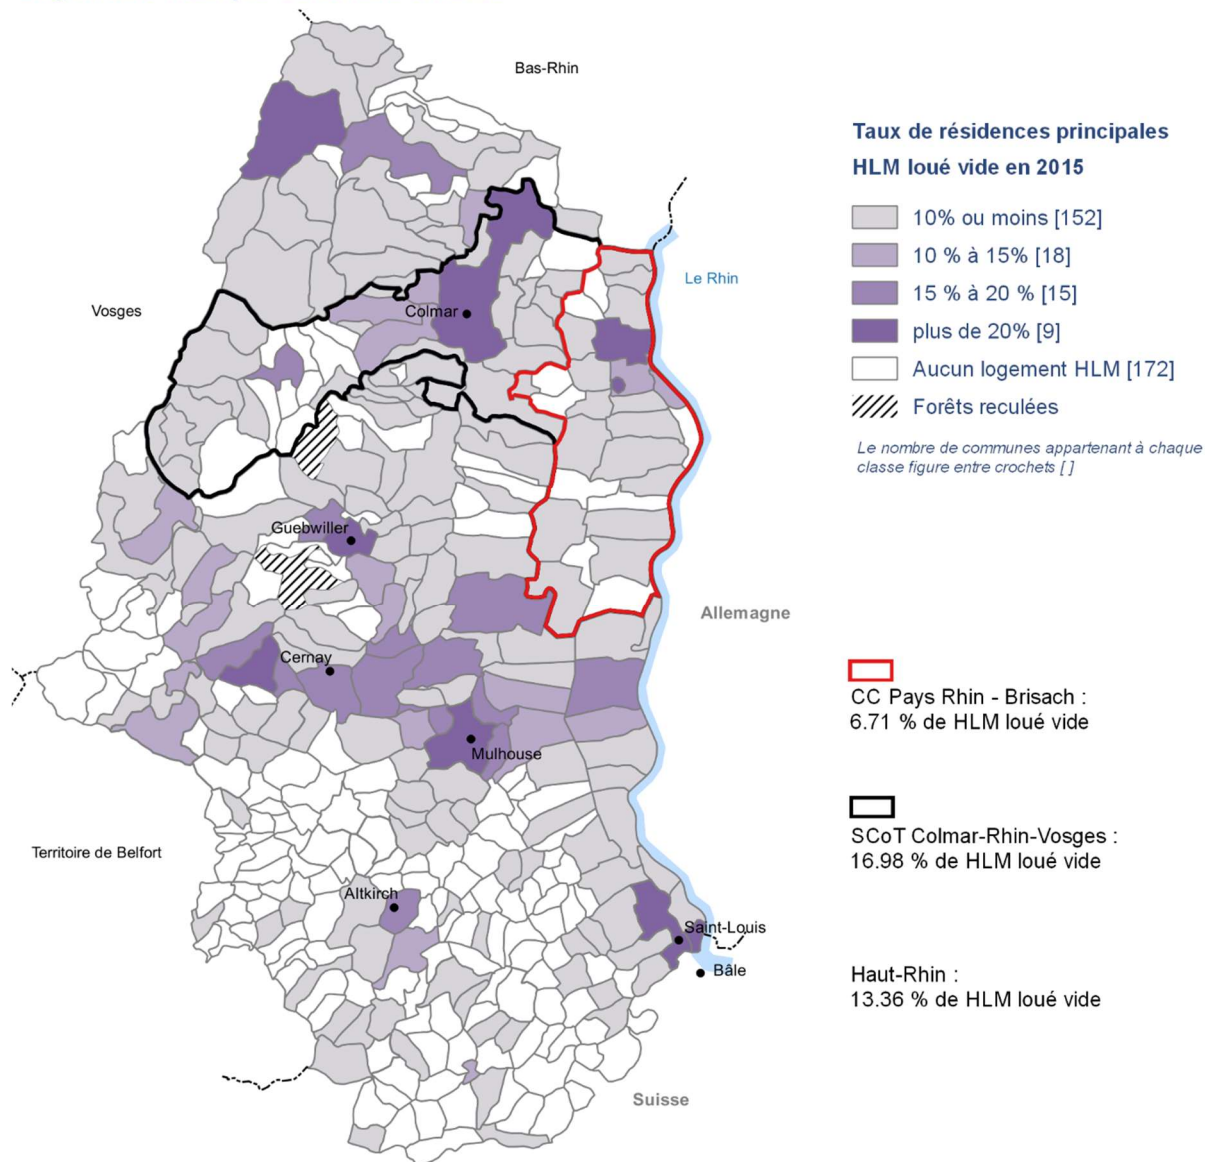 Bas-Rhin
Taux de résidences principales
HLM loué vide en 2015
10% ou moins [152]
10 % à 15% [18]
15 % à 20 % [15]
plus de 20% [9]
Aucun logement HLM [172]
Forêts reculées
Le nombre de communes appartenant à chaque
classe figure entre crochets [ ]
Le Rhin
Vosges
Colmar
Guebwiller
Allemagne
Cernay
Mulhouse
CC Pays Rhin - Brisach :
6.71 % de HLM loué vide
SCoT Colmar-Rhin-Vosges :
16.98 % de HLM loué vide
Territoire de Belfort
Altkirch
Saint-Louis
Bâle
Haut-Rhin :
13.36 % de HLM loué vide
Suisse